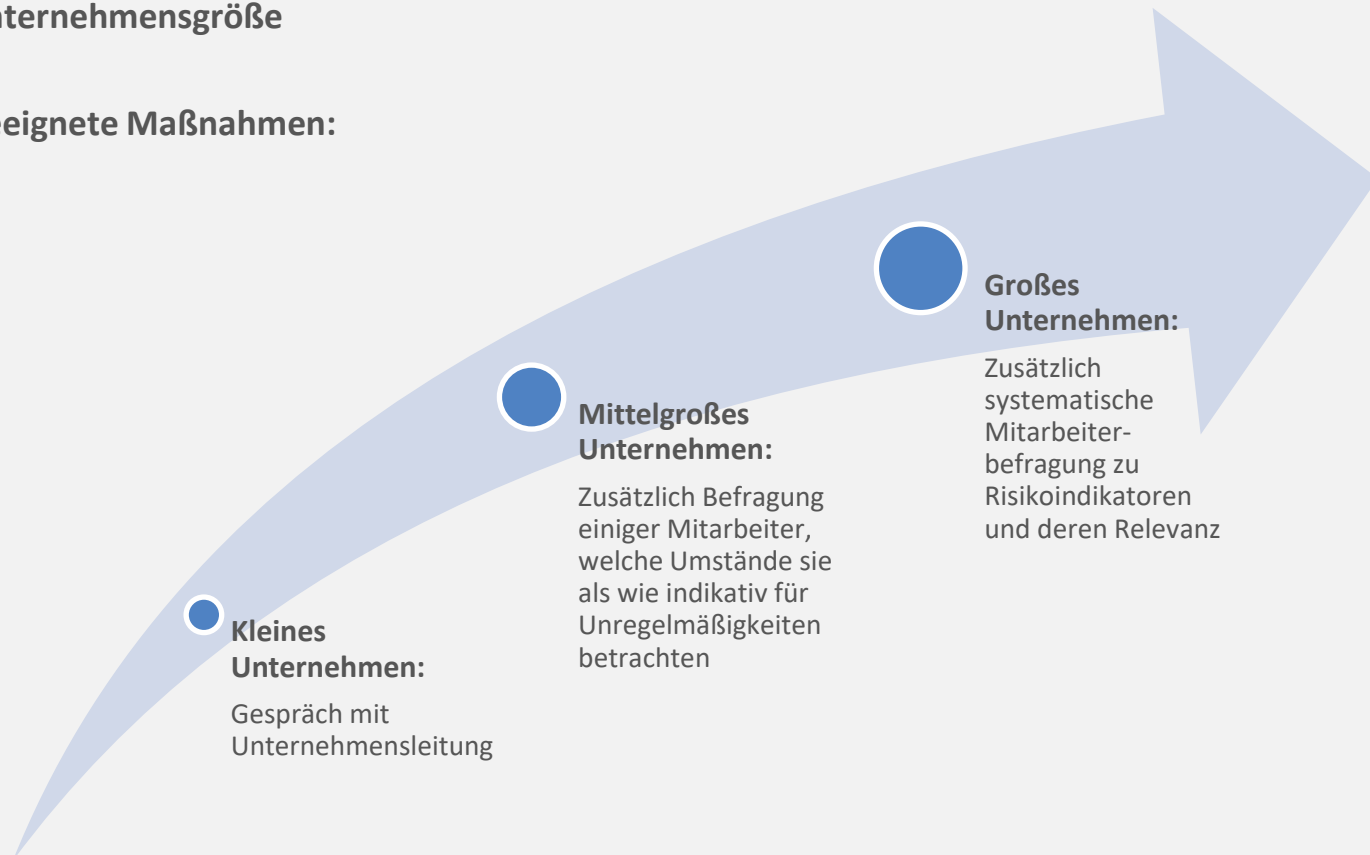 nternehmensgröße
eignete Maßnahmen:
Großes
Unternehmen:
Zusätzlich
systematische
Mitarbeiter-
befragung zu
Risikoindikatoren
und deren Relevanz
Mittelgroßes
Unternehmen:
Zusätzlich Befragung
einiger Mitarbeiter,
welche Umstände sie
als wie indikativ für
Unregelmäßigkeiten
betrachten
Kleines
Unternehmen:
Gespräch mit
Unternehmensleitung